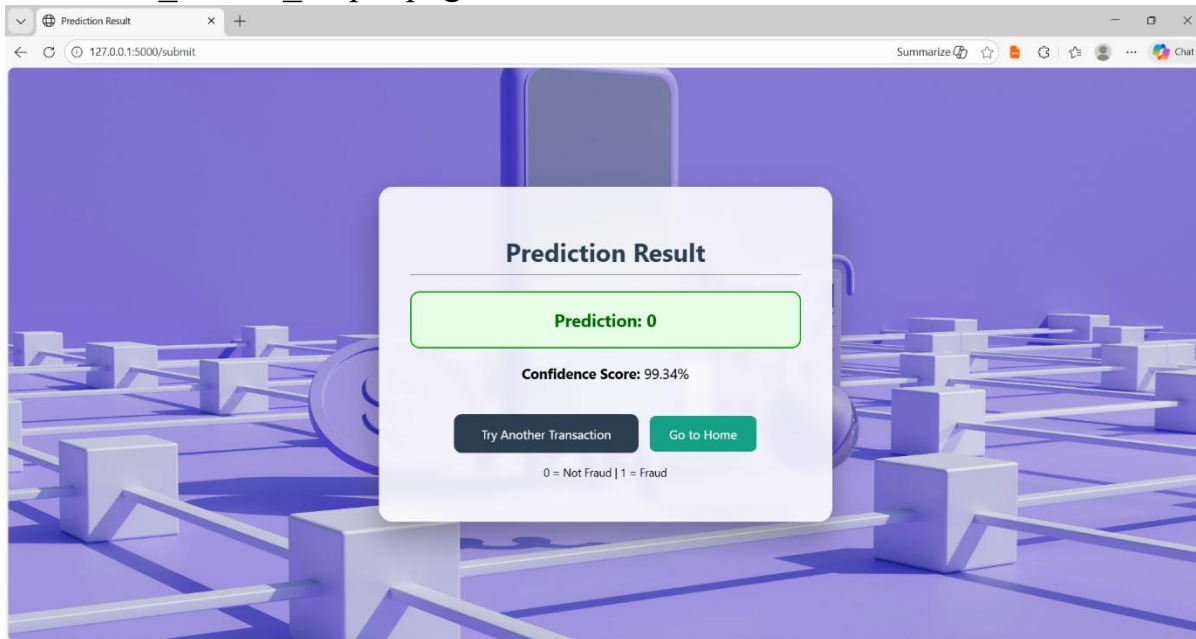 Prediction Result
127.0.0.1:5000/submit
Summarize
Chat
Prediction Result
Prediction: 0
Confidence Score: 99.34%
Try Another Transaction Go to Home
0 = Not Fraud | 1 = Fraud